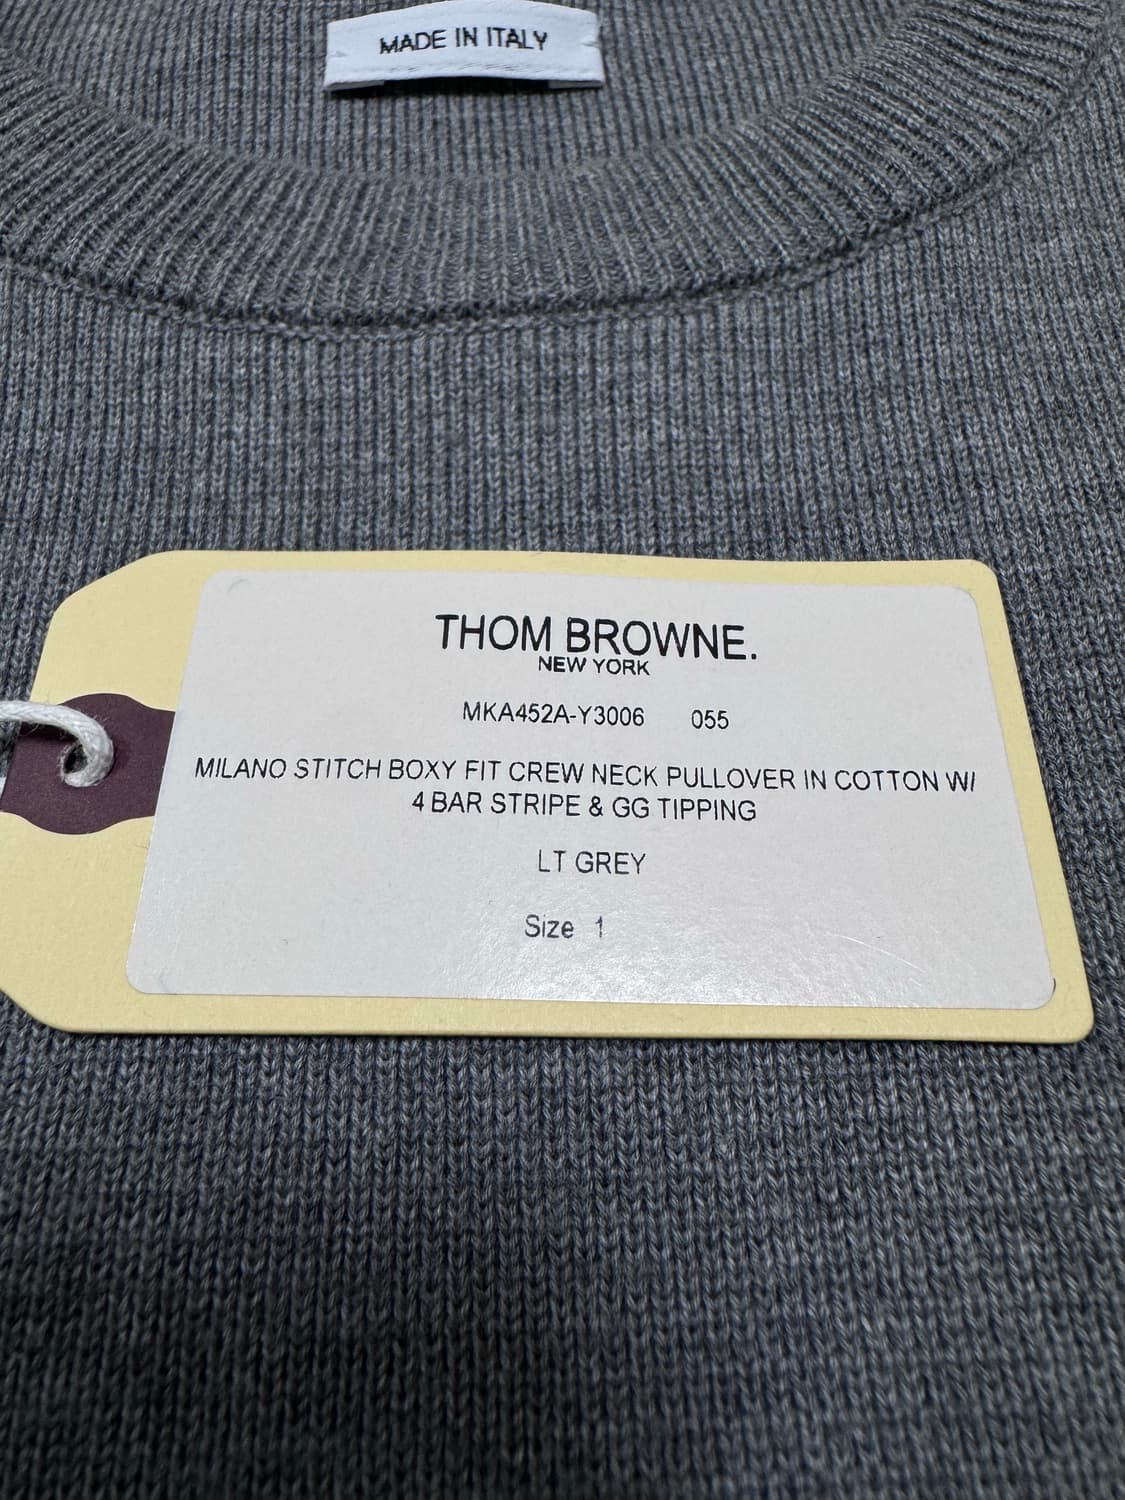 MADE IN ITALY
THOM BROWNE.
NEW YORK
MKA452A-Y3006 055
MILANO STITCH BOXY FIT CREW NECK PULLOVER IN COTTON W/
4 BAR STRIPE & GG TIPPING
LT GREY
Size 1